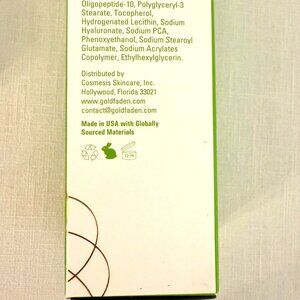 Oligopeptide-10, Polyglyceryl-3
Stearate, Tocopherol,
Hydrogenated Lecithin, Sodium
Hyaluronate, Sodium PCA,
Phenoxyethanol, Sodium Stearoyl
Glutamate, Sodium Acrylates
Copolymer, Ethylhexylglycerin.
Distributed by
Cosmesis Skincare, Inc.
Hollywood, Florida 33021
www.goldfaden.com
contact@goldfaden.com
Made in USA with Globally
Sourced Materials